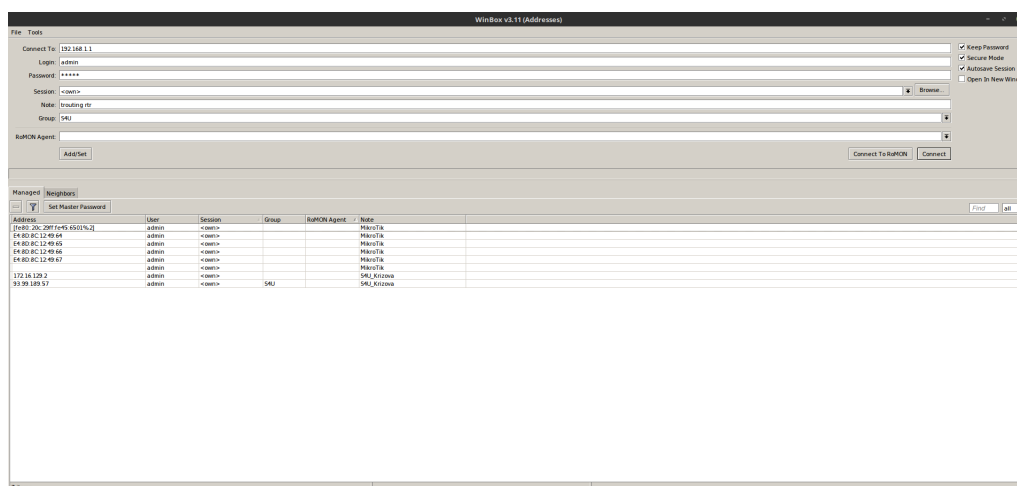 WinBox v3.11 (Addresses)
File Tools
Connect To: 192.168.1.1
Login: admin
Password: *****
Session: <own>
Browse...
Note: trouting rtr
Group: S4U
RoMON Agent:
Add/Set
Connect To RoMON Connect
Keep Password
Secure Mode
Autosave Session
Open In New
Managed Neighbors
Set Master Password
Find all
Address User Session Group RoMON Agent Note
admin <own> MikroTik
E4:8D:8C:12:49:64 admin <own> MikroTik
E4:8D:8C:12:49:65 admin <own> MikroTik
E4:8D:8C:12:49:66 admin <own> MikroTik
E4:8D:8C:12:49:67 admin <own> MikroTik
admin <own> MikroTik
172.16.129.2 admin <own> S4U_Krizova
93.99.189.57 admin <own> S4U S4U_Krizova